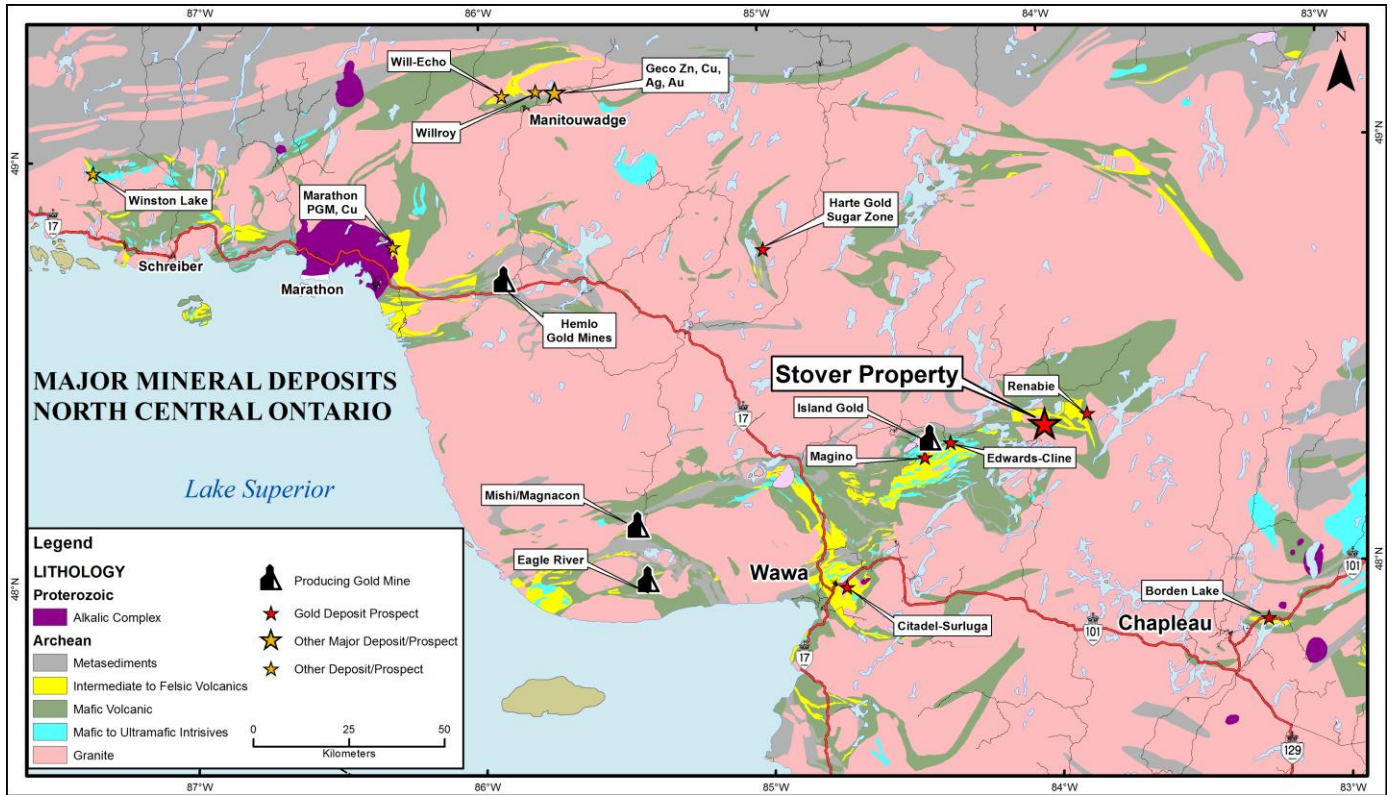 87°W
86°W
85°W
84°W
83°W
N
Will-Echo
Geco Zn, Cu,
Ag, Au
Willroy
Manitouwadge
49°N
49°N
Winston Lake
Marathon
PGM, Cu
Harte Gold
Sugar Zone
17
Schreiber
Marathon
Hemlo
Gold Mines
MAJOR MINERAL DEPOSITS
NORTH CENTRAL ONTARIO
Stover Property
Renabie
Island Gold
17
Magino
Edwards-Cline
Lake Superior
Mishi/Magnacon
Eagle River
Wawa
48°N
48°N
101
Borden Lake
Chapleau
Citadel-Surluga
101
17
129
Legend
LITHOLOGY
Proterozoic
Alkalic Complex
Archean
Metasediments
Intermediate to Felsic Volcanics
Mafic Volcanic
Mafic to Ultramafic Intrisives
Granite
Producing Gold Mine
Gold Deposit Prospect
Other Major Deposit/Prospect
Other Deposit/Prospect
0 25 50
Kilometers
87°W
86°W
85°W
84°W
83°W